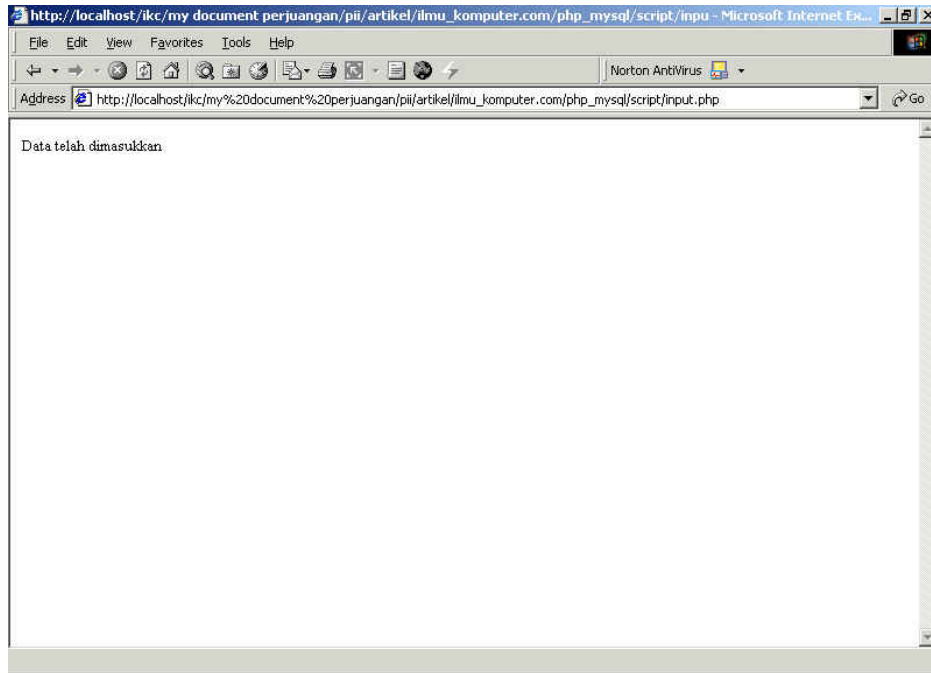 http://localhost/ikc/my document perjuangan/pii/artikel/ilmu_komputer.com/php_mysql/script/inpu - Microsoft Internet Ex...
File Edit View Favorites Tools Help
Norton AntiVirus
Address http://localhost/ikc/my%20document%20perjuangan/pii/artikel/ilmu_komputer.com/php_mysql/script/input.php Go
Data telah dimasukkan